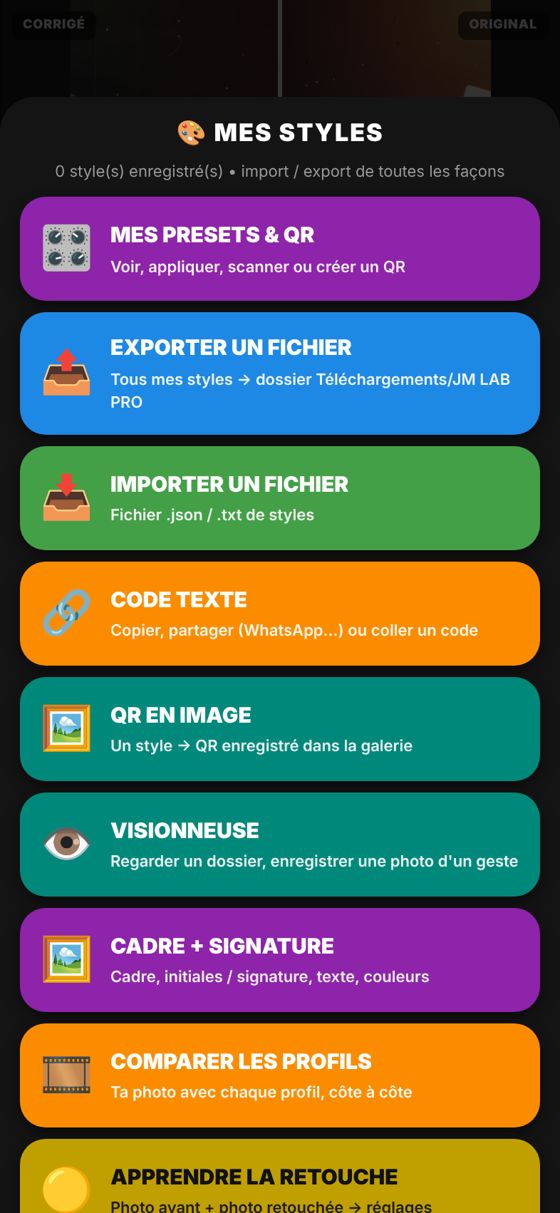 CORRIGÉ
ORIGINAL
🎨 MES STYLES
0 style(s) enregistré(s) • import / export de toutes les façons
MES PRESETS & QR
Voir, appliquer, scanner ou créer un QR
EXPORTER UN FICHIER
Tous mes styles → dossier Téléchargements/JM LAB
PRO
IMPORTER UN FICHIER
Fichier .json / .txt de styles
CODE TEXTE
Copier, partager (WhatsApp...) ou coller un code
QR EN IMAGE
Un style → QR enregistré dans la galerie
VISIONNEUSE
Regarder un dossier, enregistrer une photo d'un geste
CADRE + SIGNATURE
Cadre, initiales / signature, texte, couleurs
COMPARER LES PROFILS
Ta photo avec chaque profil, côte à côte
APPRENDRE LA RETOUCHE
Photo avant + photo retouchée → réglages